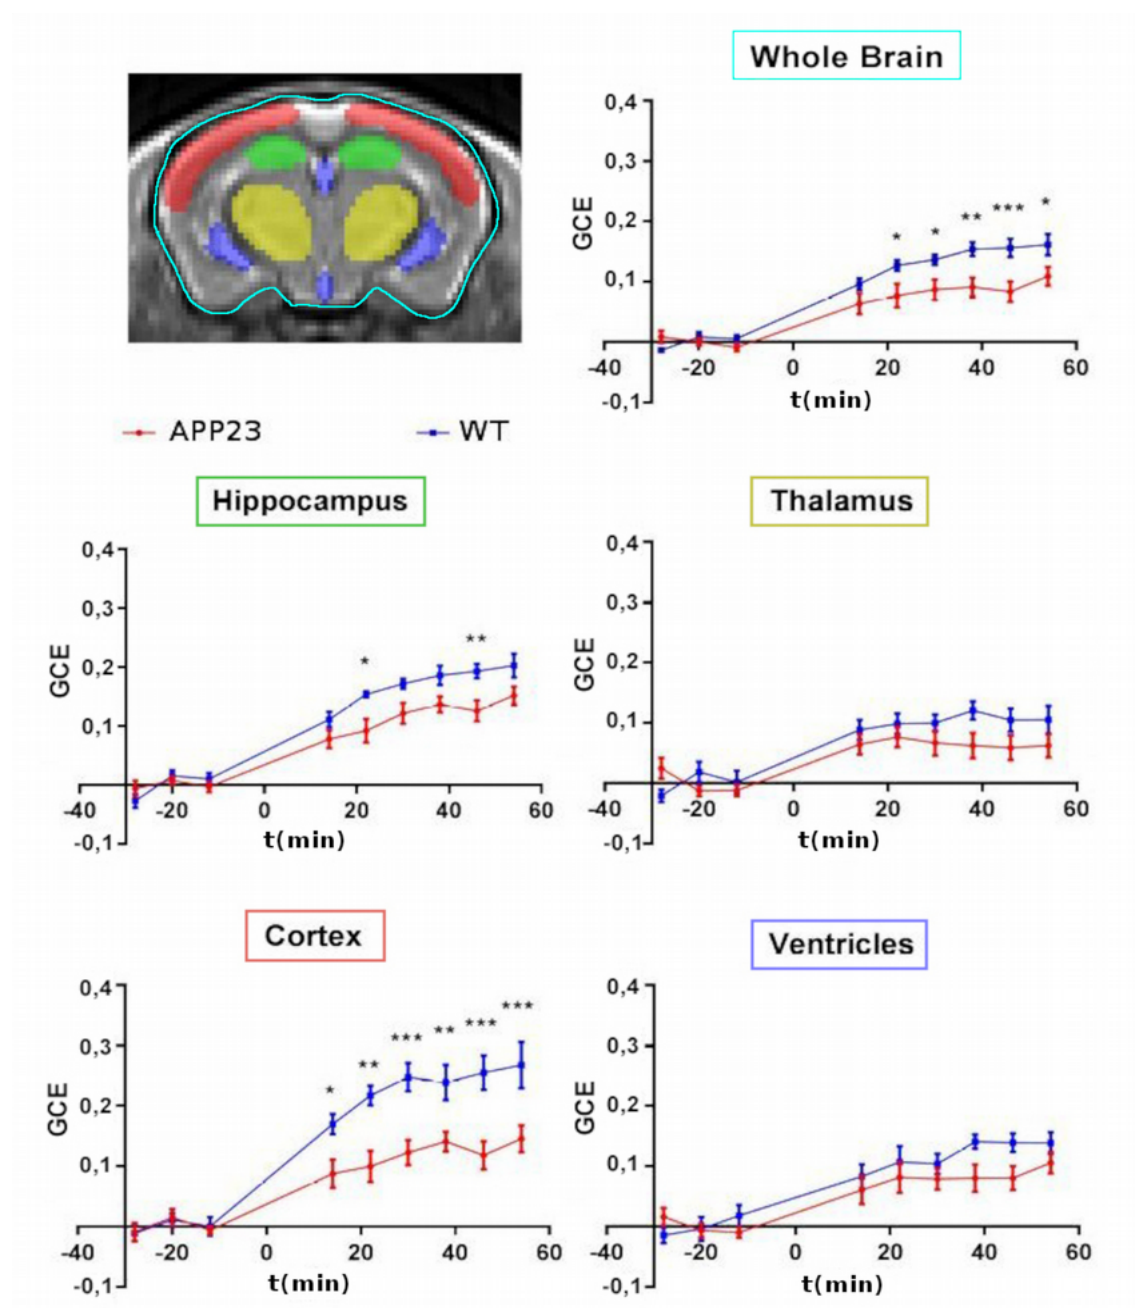 Whole Brain
0,4
0,3
0,2
0,1
-0,1
GCE
* * ** *** *
-40 -20 0 20 40 60
t(min)
APP23 WT
Hippocampus
0,4
0,3
0,2
0,1
-0,1
GCE
* **
-40 -20 0 20 40 60
t(min)
Thalamus
0,4
0,3
0,2
0,1
-0,1
GCE
-40 -20 0 20 40 60
t(min)
Cortex
0,4
0,3
0,2
0,1
-0,1
GCE
* ** *** ** *** ***
-40 -20 0 20 40 60
t(min)
Ventricles
0,4
0,3
0,2
0,1
-0,1
GCE
-40 -20 0 20 40 60
t(min)